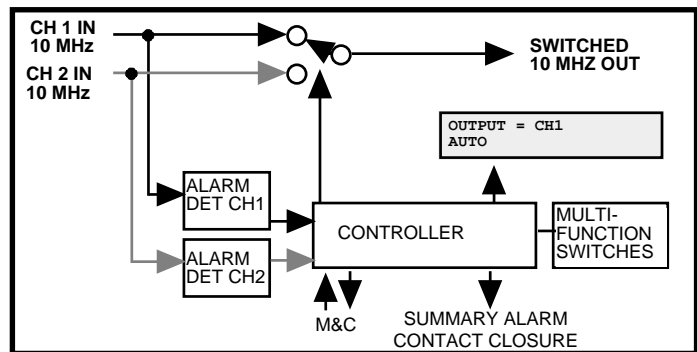 CH 1 IN
10 MHz
SWITCHED
10 MHZ OUT
CH 2 IN
10 MHz
OUTPUT = CH1
AUTO
ALARM
DET CH1
CONTROLLER
MULTI-
FUNCTION
SWITCHES
ALARM
DET CH2
M&C
SUMMARY ALARM
CONTACT CLOSURE